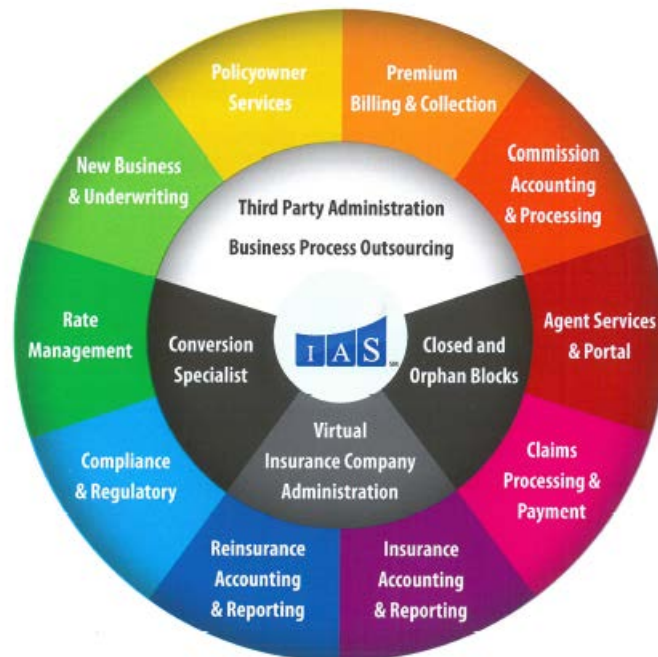 Policyowner
Services
Premium
Billing & Collection
Commission
Accounting
& Processing
Agent Services
& Portal
Claims
Processing &
Payment
Insurance
Accounting
& Reporting
Reinsurance
Accounting
& Reporting
Compliance
& Regulatory
Rate
Management
New Business
& Underwriting
Third Party Administration
Business Process Outsourcing
Closed and
Orphan Blocks
Virtual
Insurance Company
Administration
Conversion
Specialist
IAS